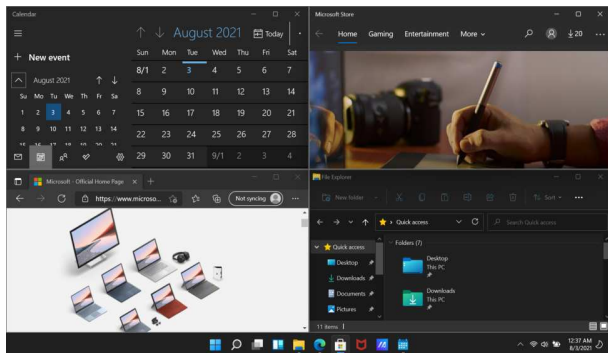 Calendar
August 2021
Today
New event
Sun Mon Tue Wed Thu Fri Sat
8/1 2 3 4 5 6 7
8 9 10 11 12 13 14
15 16 17 18 19 20 21
22 23 24 25 26 27 28
29 30 31 9/1 2 3 4
August 2021
Su Mo Tu We Th Fr Sa
1 2 3 4 5 6 7
8 9 10 11 12 13 14
Microsoft Store
Home Gaming Entertainment More
20
Microsoft - Official Home Page
https://www.microso...
Not syncing
File Explorer
New folder
Sort
Quick access
Search Quick access
Quick access
Desktop
Downloads
Documents
Pictures
Folders (7)
Desktop
This PC
Downloads
This PC
11 items
12:37 AM
8/3/2021